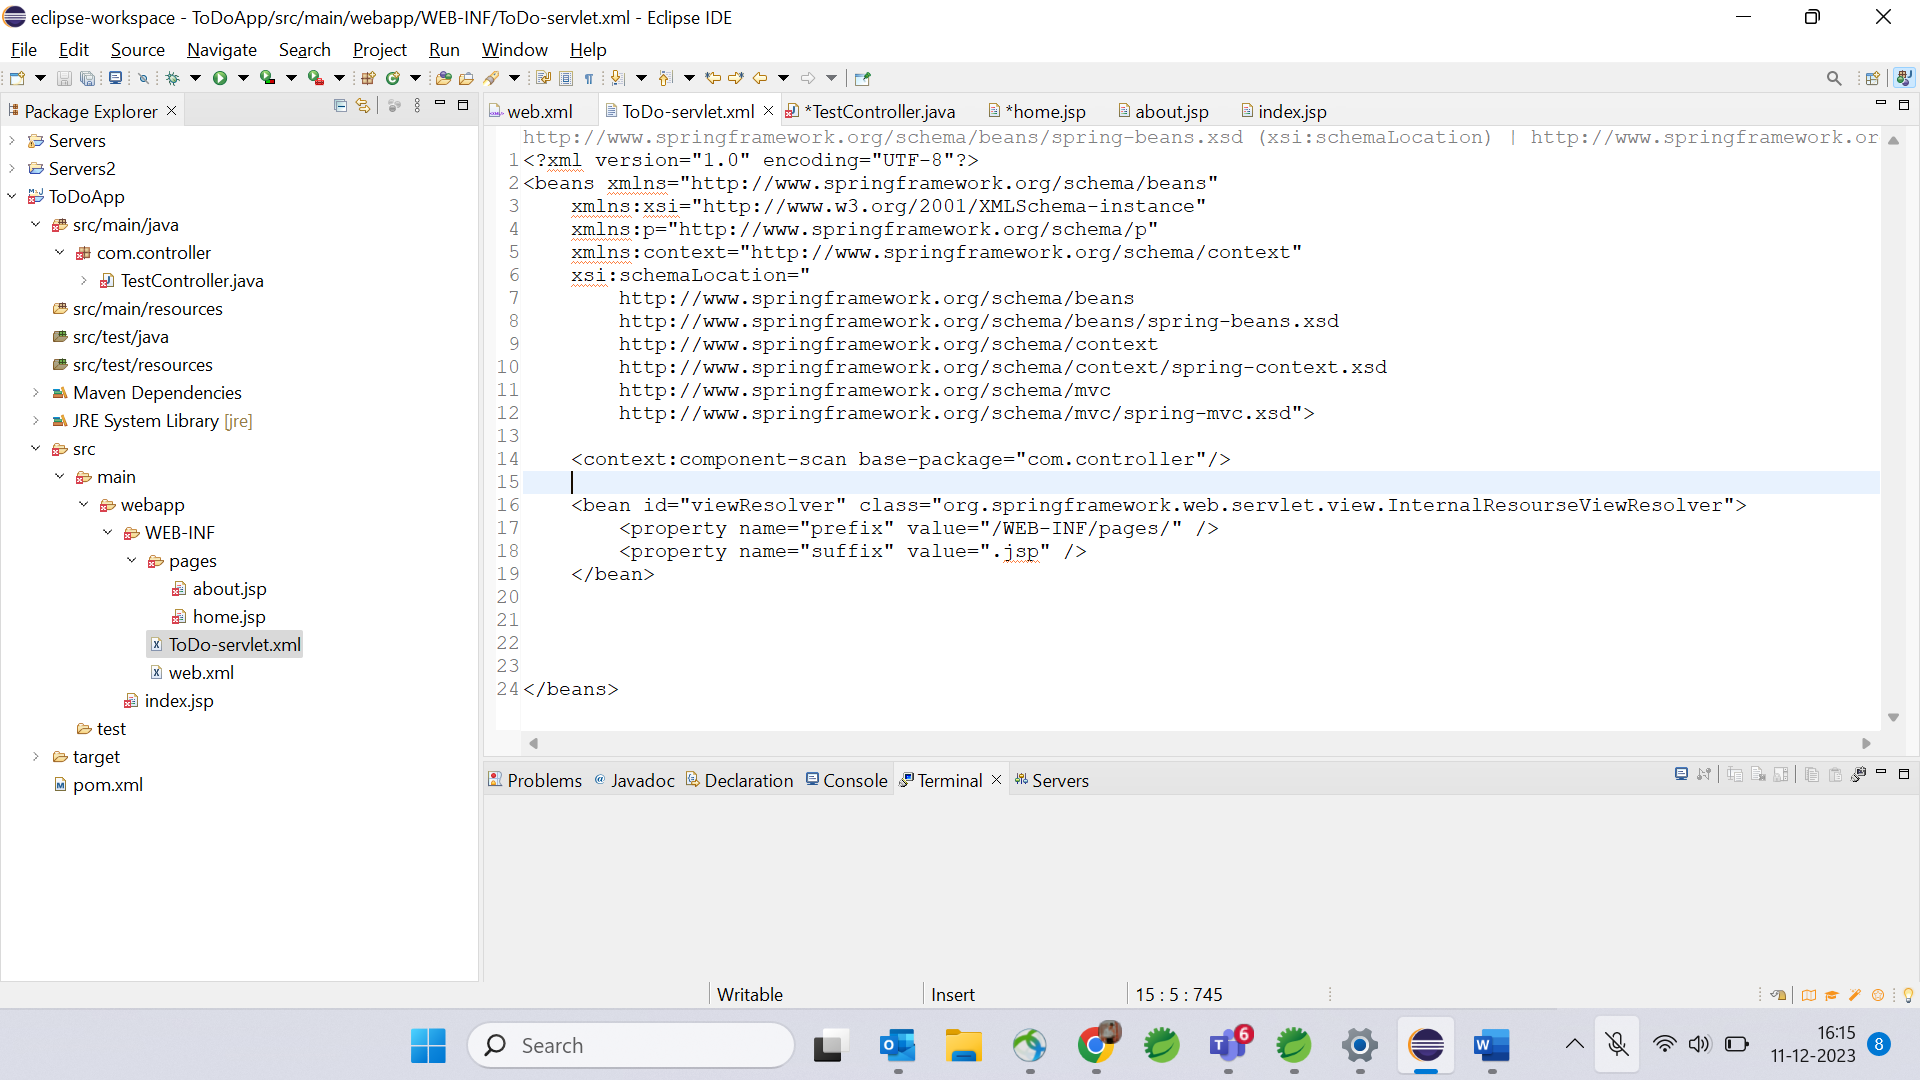 eclipse-workspace - ToDoApp/src/main/webapp/WEB-INF/ToDo-servlet.xml - Eclipse IDE
File Edit Source Navigate Search Project Run Window Help
Package Explorer
Servers
Servers2
ToDoApp
src/main/java
com.controller
TestController.java
src/main/resources
src/test/java
src/test/resources
Maven Dependencies
JRE System Library [jre]
src
main
webapp
WEB-INF
pages
about.jsp
home.jsp
ToDo-servlet.xml
web.xml
index.jsp
test
target
pom.xml
web.xml ToDo-servlet.xml *TestController.java *home.jsp about.jsp index.jsp
http://www.springframework.org/schema/beans/spring-beans.xsd (xsi:schemaLocation) | http://www.springframework.or
1 <?xml version="1.0" encoding="UTF-8"?>
2 <beans xmlns="http://www.springframework.org/schema/beans"
3 xmlns:xsi="http://www.w3.org/2001/XMLSchema-instance"
4 xmlns:p="http://www.springframework.org/schema/p"
5 xmlns:context="http://www.springframework.org/schema/context"
6 xsi:schemaLocation="
7 http://www.springframework.org/schema/beans
8 http://www.springframework.org/schema/beans/spring-beans.xsd
9 http://www.springframework.org/schema/context
10 http://www.springframework.org/schema/context/spring-context.xsd
11 http://www.springframework.org/schema/mvc
12 http://www.springframework.org/schema/mvc/spring-mvc.xsd">
13
14 <context:component-scan base-package="com.controller"/>
15
16 <bean id="viewResolver" class="org.springframework.web.servlet.view.InternalResourseViewResolver">
17 <property name="prefix" value="/WEB-INF/pages/" />
18 <property name="suffix" value=".jsp" />
19 </bean>
20
21
22
23
24 </beans>
Problems Javadoc Declaration Console Terminal Servers
Writable Insert 15 : 5 : 745
Search
6
16:15
11-12-2023
8